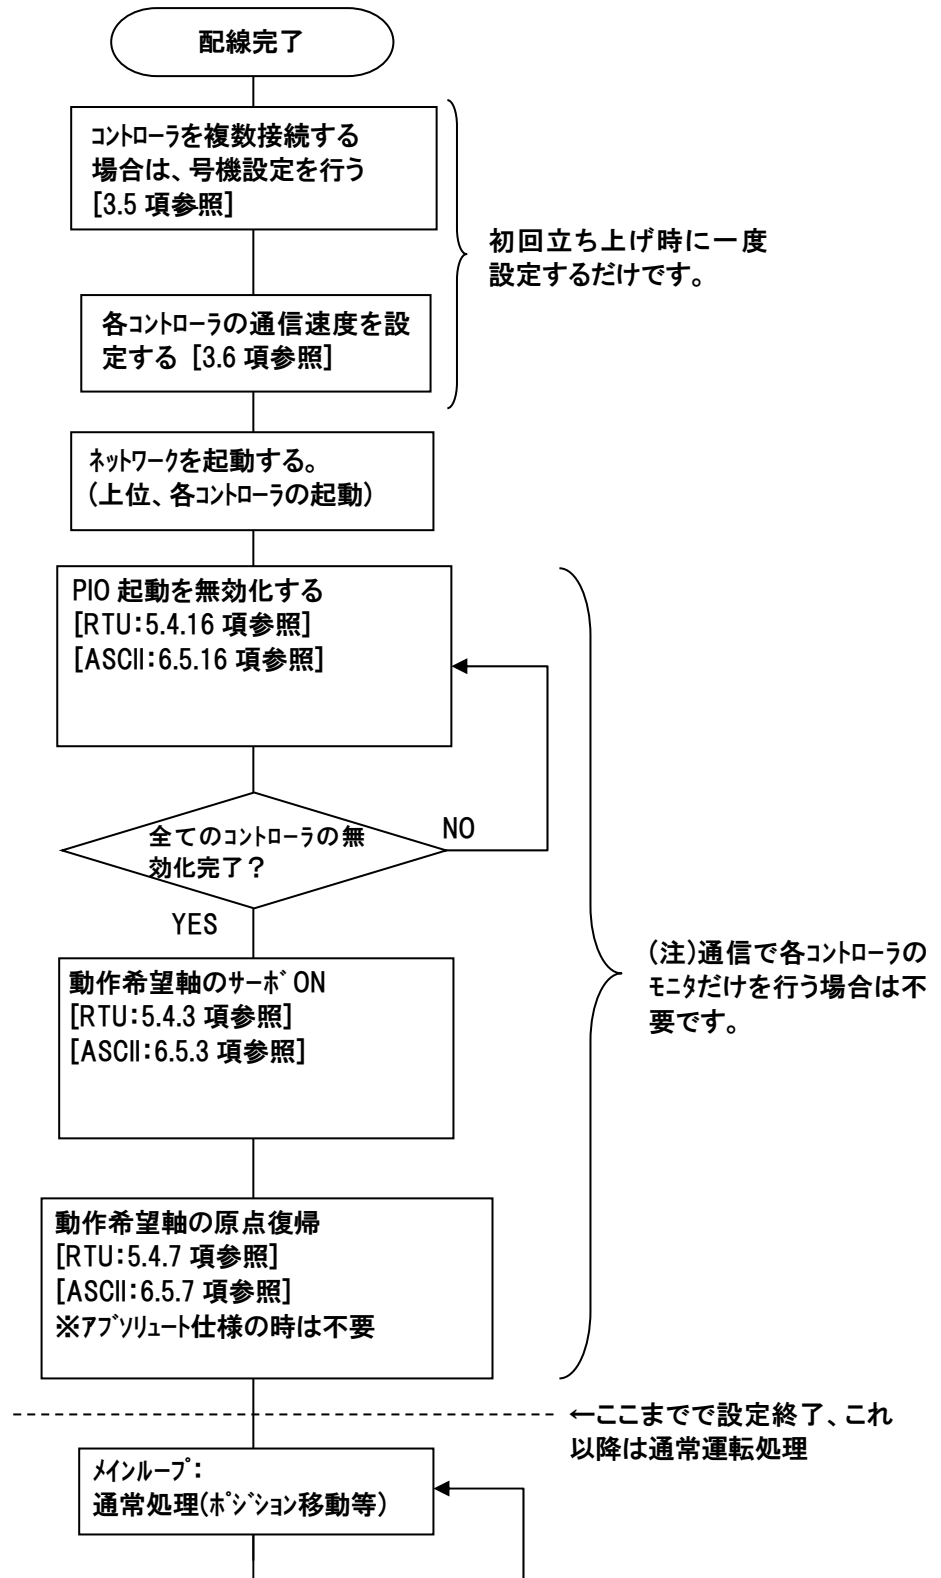 配線完了
ｺﾝﾄﾛｰﾗを複数接続する
場合は、号機設定を行う
[3.5 項参照]
初回立ち上げ時に一度
設定するだけです。
各ｺﾝﾄﾛｰﾗの通信速度を設
定する [3.6 項参照]
ﾈｯﾄﾜｰｸを起動する。
(上位、各ｺﾝﾄﾛｰﾗの起動)
PIO 起動を無効化する
[RTU：5.4.16 項参照]
[ASCII：6.5.16 項参照]
全てのｺﾝﾄﾛｰﾗの無
効化完了？
NO
YES
動作希望軸のｻｰﾎﾞON
[RTU：5.4.3 項参照]
[ASCII：6.5.3 項参照]
(注)通信で各ｺﾝﾄﾛｰﾗの
ﾓﾆﾀだけを行う場合は不
要です。
動作希望軸の原点復帰
[RTU：5.4.7 項参照]
[ASCII：6.5.7 項参照]
※ｱﾌﾞｿﾘｭｰﾄ仕様の時は不要
←ここまでで設定終了、これ
以降は通常運転処理
ﾒｲﾝﾙｰﾌﾟ：
通常処理(ﾎﾟｼﾞｼｮﾝ移動等)